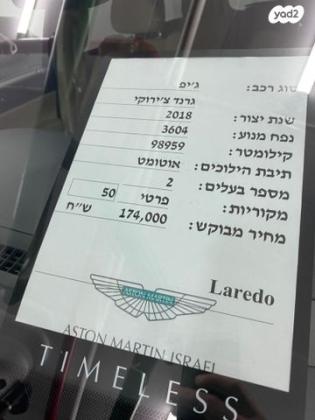 yad2
סוג רכב: ג׳יפ
גרנד צ׳ירוקי
שנת יצור: 2018
נפח מנוע: 3604
קילומטר: 98959
תיבת הילוכים: אוטומט
מספר בעלים: 2
מקוריות: פרטי 50
מחיר מבוקש: 174,000 ש״ח
Laredo
ASTON MARTIN
ASTON MARTIN ISRAEL
TIMELESS